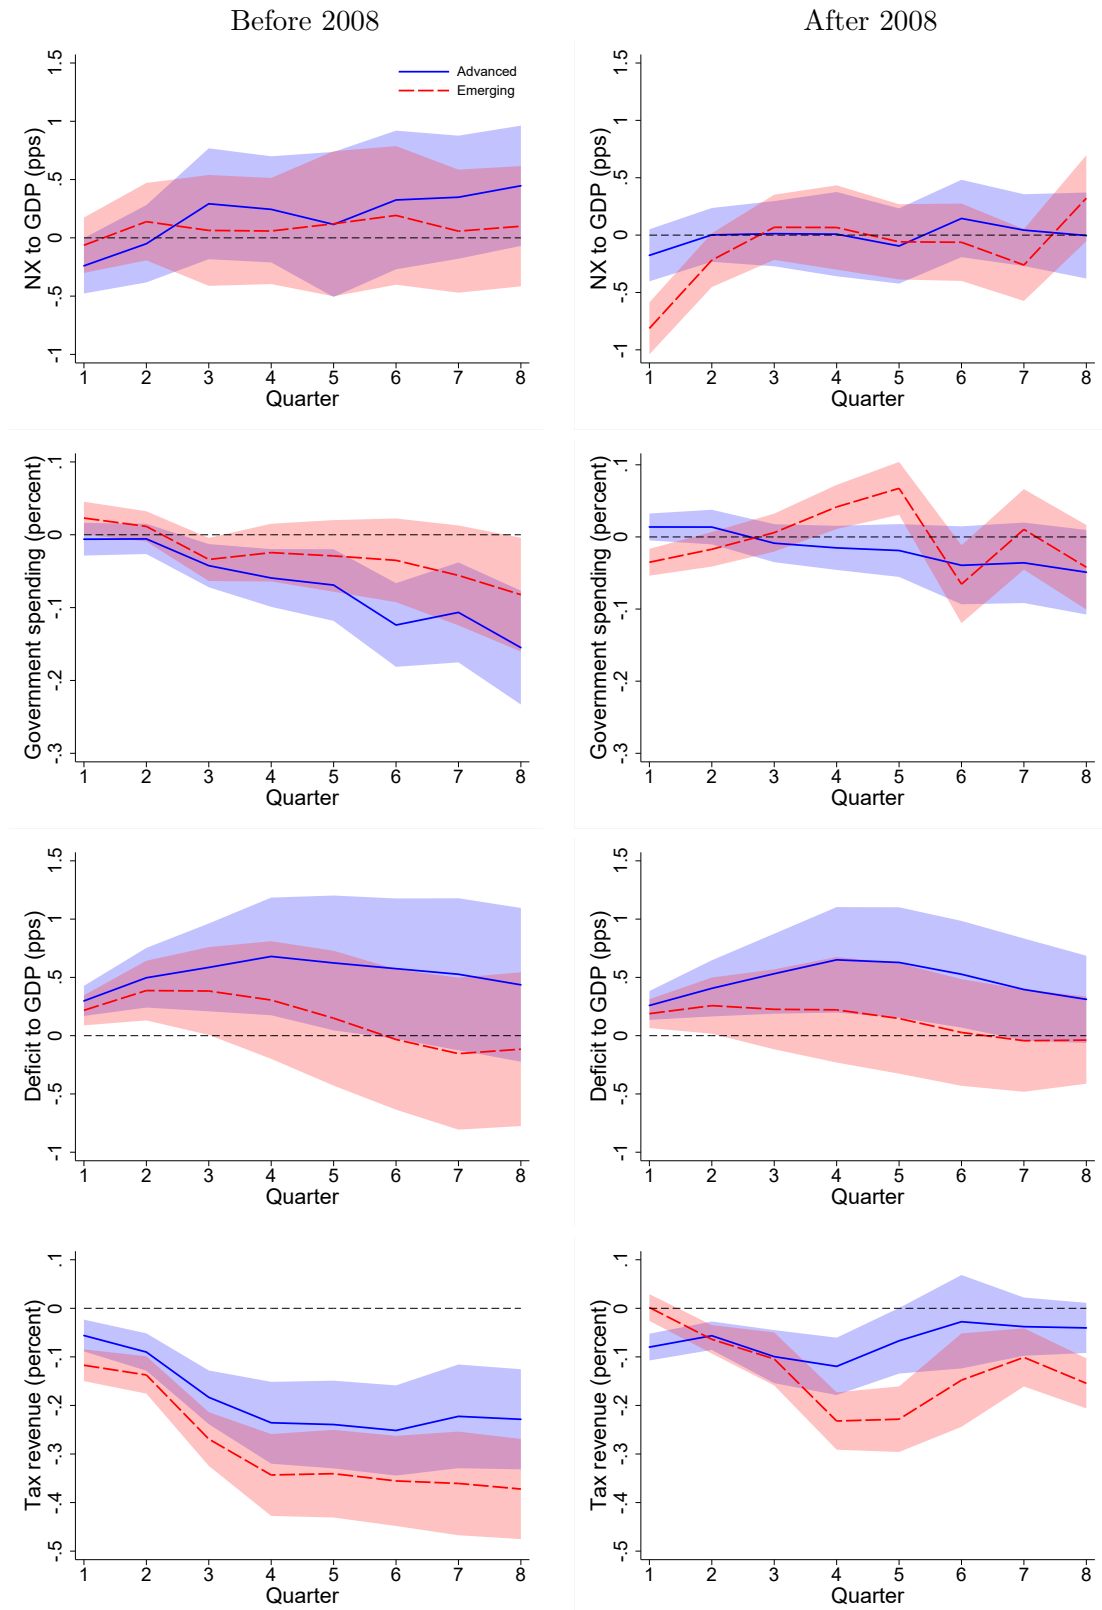 Before 2008
After 2008
NX to GDP (pps)
1.5
1
.5
0
-.5
-1
Advanced
Emerging
1 2 3 4 5 6 7 8
Quarter
NX to GDP (pps)
1.5
1
.5
0
-.5
-1
1 2 3 4 5 6 7 8
Quarter
Government spending (percent)
.1
0
-.1
-.2
-.3
1 2 3 4 5 6 7 8
Quarter
Government spending (percent)
.1
0
-.1
-.2
-.3
1 2 3 4 5 6 7 8
Quarter
Deficit to GDP (pps)
1.5
1
.5
0
-.5
-1
1 2 3 4 5 6 7 8
Quarter
Deficit to GDP (pps)
1.5
1
.5
0
-.5
-1
1 2 3 4 5 6 7 8
Quarter
Tax revenue (percent)
.1
0
-.1
-.2
-.3
-.4
-.5
1 2 3 4 5 6 7 8
Quarter
Tax revenue (percent)
.1
0
-.1
-.2
-.3
-.4
-.5
1 2 3 4 5 6 7 8
Quarter